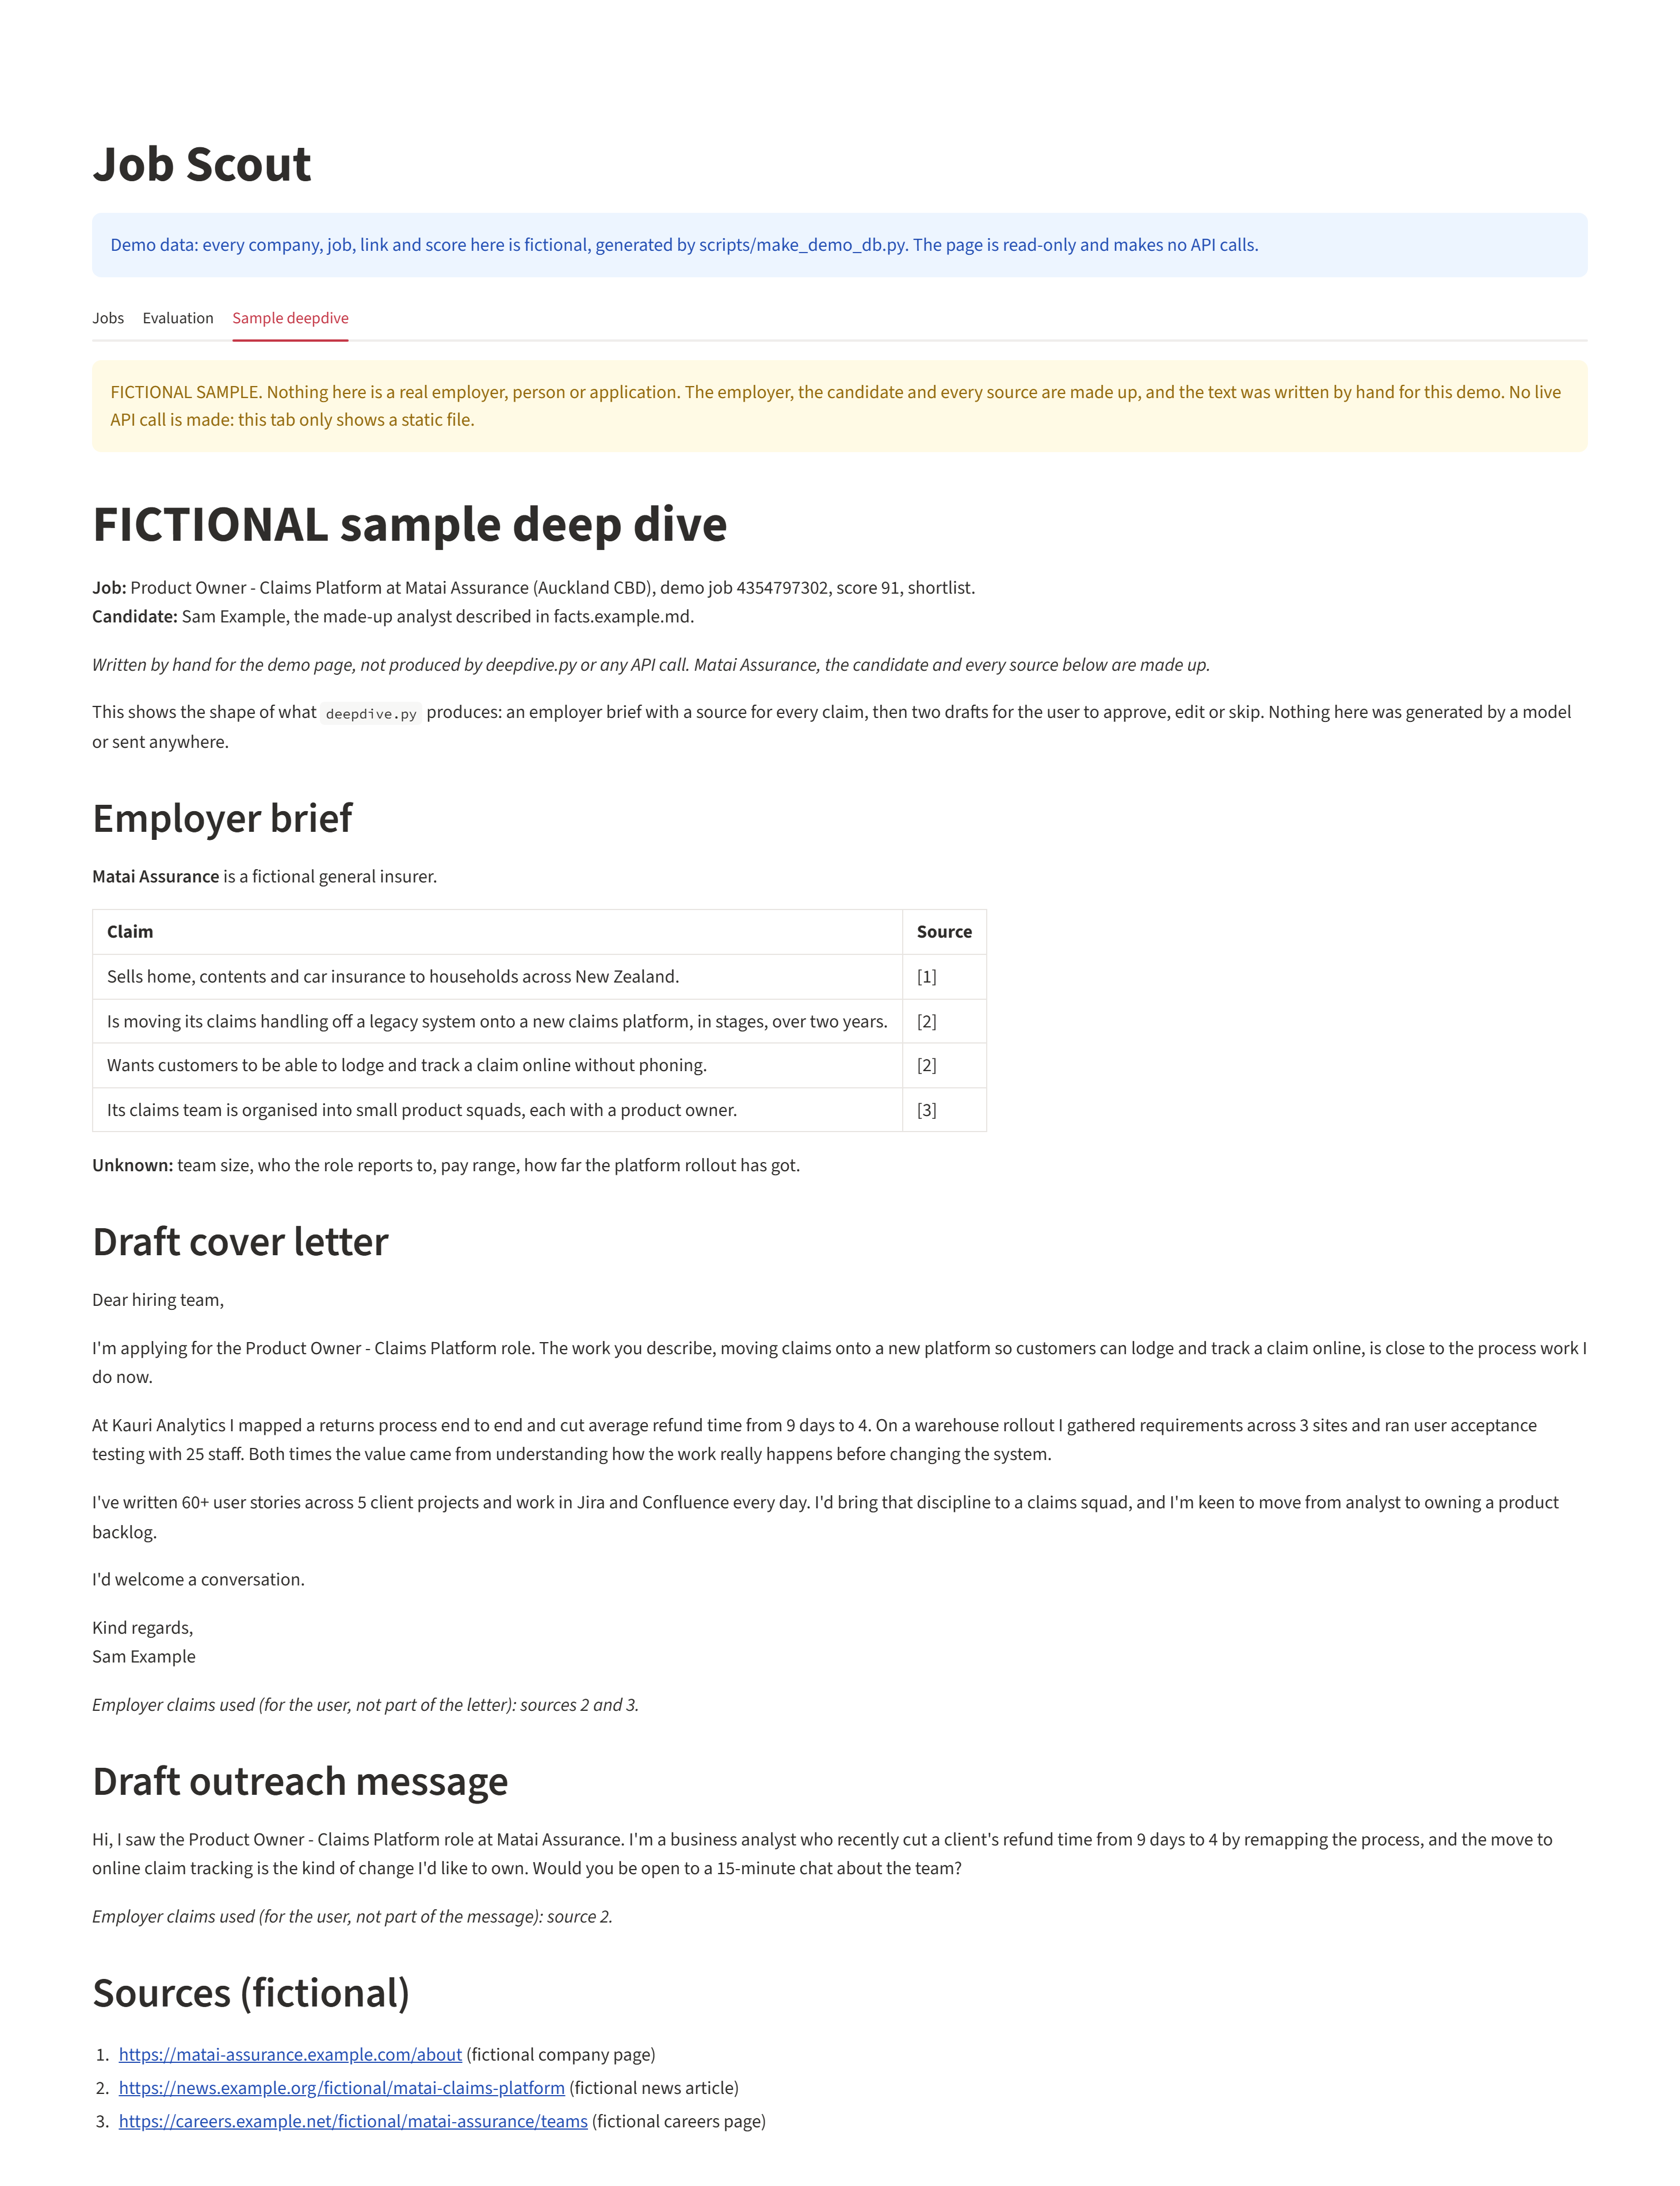 Job Scout
Demo data: every company, job, link and score here is fictional, generated by scripts/make_demo_db.py. The page is read-only and makes no API calls.
Jobs Evaluation Sample deepdive
FICTIONAL SAMPLE. Nothing here is a real employer, person or application. The employer, the candidate and every source are made up, and the text was written by hand for this demo. No live
API call is made: this tab only shows a static file.
FICTIONAL sample deep dive
Job: Product Owner - Claims Platform at Matai Assurance (Auckland CBD), demo job 4354797302, score 91, shortlist.
Candidate: Sam Example, the made-up analyst described in facts.example.md.
Written by hand for the demo page, not produced by deepdive.py or any API call. Matai Assurance, the candidate and every source below are made up.
This shows the shape of what deepdive.py produces: an employer brief with a source for every claim, then two drafts for the user to approve, edit or skip. Nothing here was generated by a model
or sent anywhere.
Employer brief
Matai Assurance is a fictional general insurer.
Claim Source
Sells home, contents and car insurance to households across New Zealand. [1]
Is moving its claims handling off a legacy system onto a new claims platform, in stages, over two years. [2]
Wants customers to be able to lodge and track a claim online without phoning. [2]
Its claims team is organised into small product squads, each with a product owner. [3]
Unknown: team size, who the role reports to, pay range, how far the platform rollout has got.
Draft cover letter
Dear hiring team,
I'm applying for the Product Owner - Claims Platform role. The work you describe, moving claims onto a new platform so customers can lodge and track a claim online, is close to the process work I
do now.
At Kauri Analytics I mapped a returns process end to end and cut average refund time from 9 days to 4. On a warehouse rollout I gathered requirements across 3 sites and ran user acceptance
testing with 25 staff. Both times the value came from understanding how the work really happens before changing the system.
I've written 60+ user stories across 5 client projects and work in Jira and Confluence every day. I'd bring that discipline to a claims squad, and I'm keen to move from analyst to owning a product
backlog.
I'd welcome a conversation.
Kind regards,
Sam Example
Employer claims used (for the user, not part of the letter): sources 2 and 3.
Draft outreach message
Hi, I saw the Product Owner - Claims Platform role at Matai Assurance. I'm a business analyst who recently cut a client's refund time from 9 days to 4 by remapping the process, and the move to
online claim tracking is the kind of change I'd like to own. Would you be open to a 15-minute chat about the team?
Employer claims used (for the user, not part of the message): source 2.
Sources (fictional)
1. https://matai-assurance.example.com/about (fictional company page)
2. https://news.example.org/fictional/matai-claims-platform (fictional news article)
3. https://careers.example.net/fictional/matai-assurance/teams (fictional careers page)